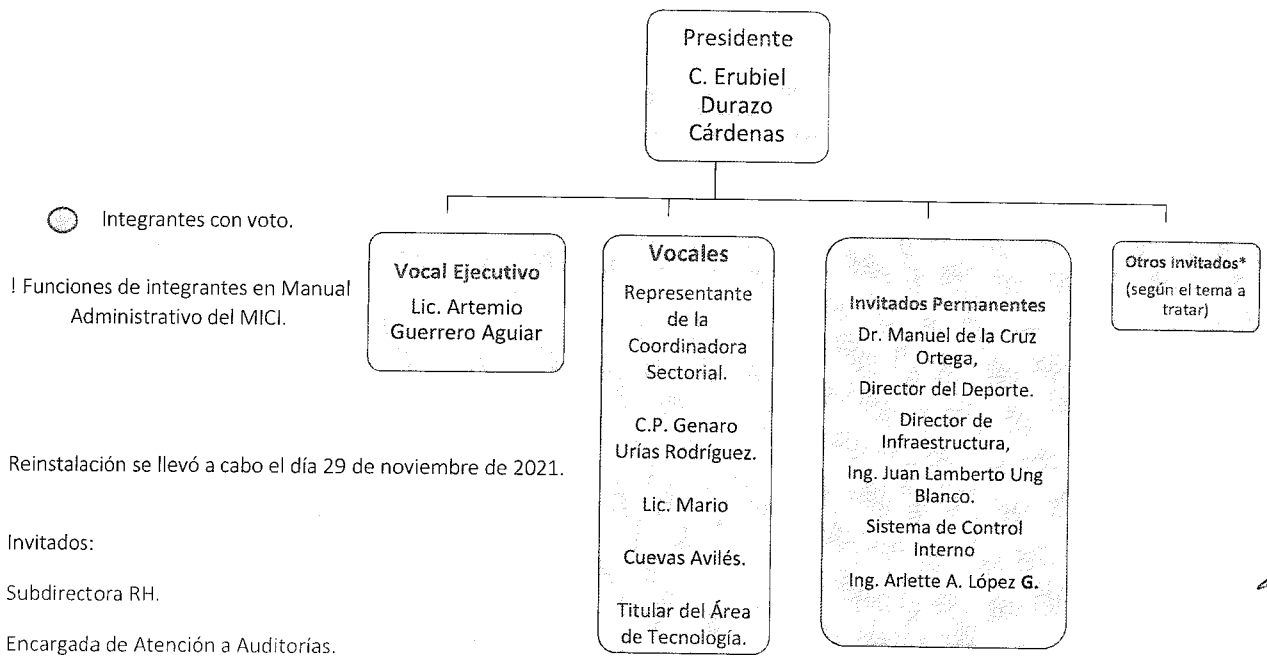 Presidente
C. Erubiel
Durazo
Cárdenas
Integrantes con voto.
! Funciones de integrantes en Manual
Administrativo del MICI.
Vocal Ejecutivo
Lic. Artemio
Guerrero Aguiar
Vocales
Representante
de la
Coordinadora
Sectorial.
C.P. Genaro
Urías Rodríguez.
Lic. Mario
Cuevas Avilés.
Titular del Área
de Tecnología.
Invitados Permanentes
Dr. Manuel de la Cruz
Ortega,
Director del Deporte.
Director de
Infraestructura,
Ing. Juan Lamberto Ung
Blanco.
Sistema de Control
Interno
Ing. Arlette A. López G.
Otros invitados*
(según el tema a
tratar)
Reinstalación se llevó a cabo el día 29 de noviembre de 2021.
Invitados:
Subdirectora RH.
Encargada de Atención a Auditorías.